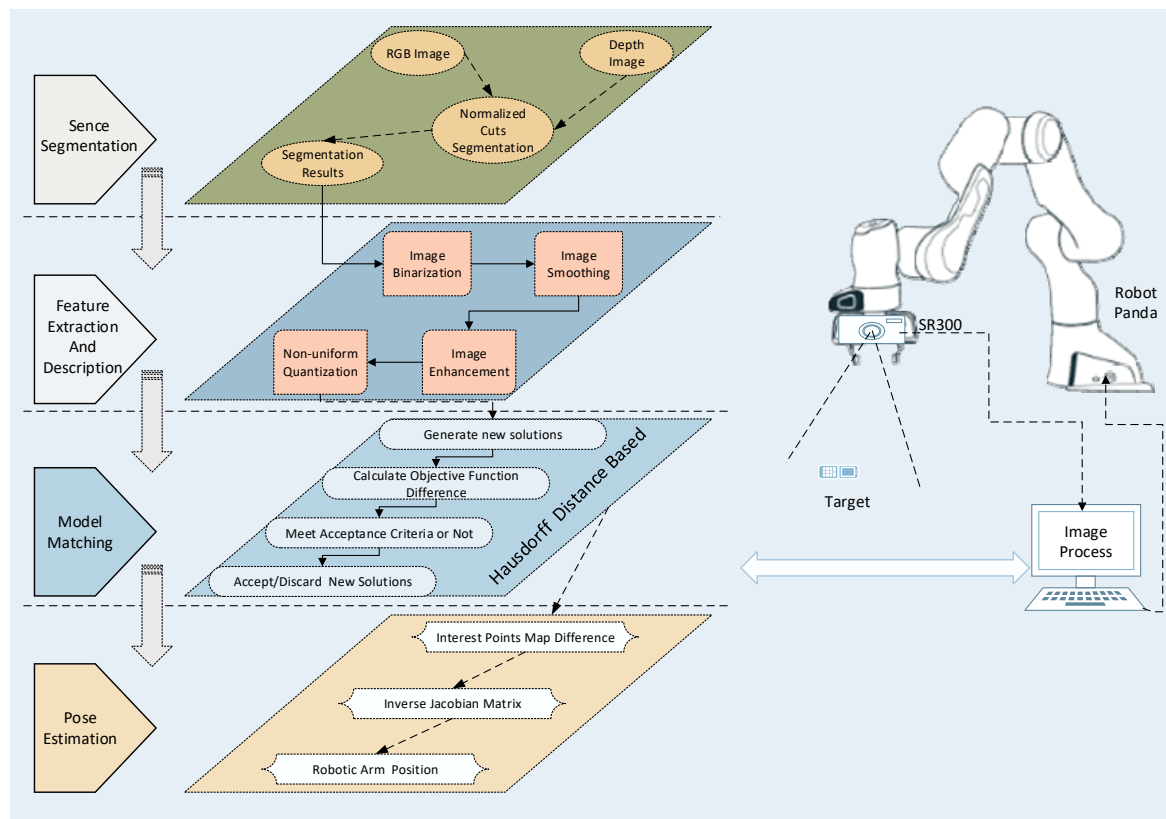 Sence
Segmentation
RGB Image
Depth
Image
Normalized
Cuts
Segmentation
Segmentation
Results
Feature
Extraction
And
Description
Image
Binarization
Image
Smoothing
Non-uniform
Quantization
Image
Enhancement
Model
Matching
Generate new solutions
Calculate Objective Function
Difference
Meet Acceptance Criteria or Not
Accept/Discard New Solutions
Hausdorff Distance Based
Pose
Estimation
Interest Points Map Difference
Inverse Jacobian Matrix
Robotic Arm Position
Robot
Panda
SR300
Target
Image
Process